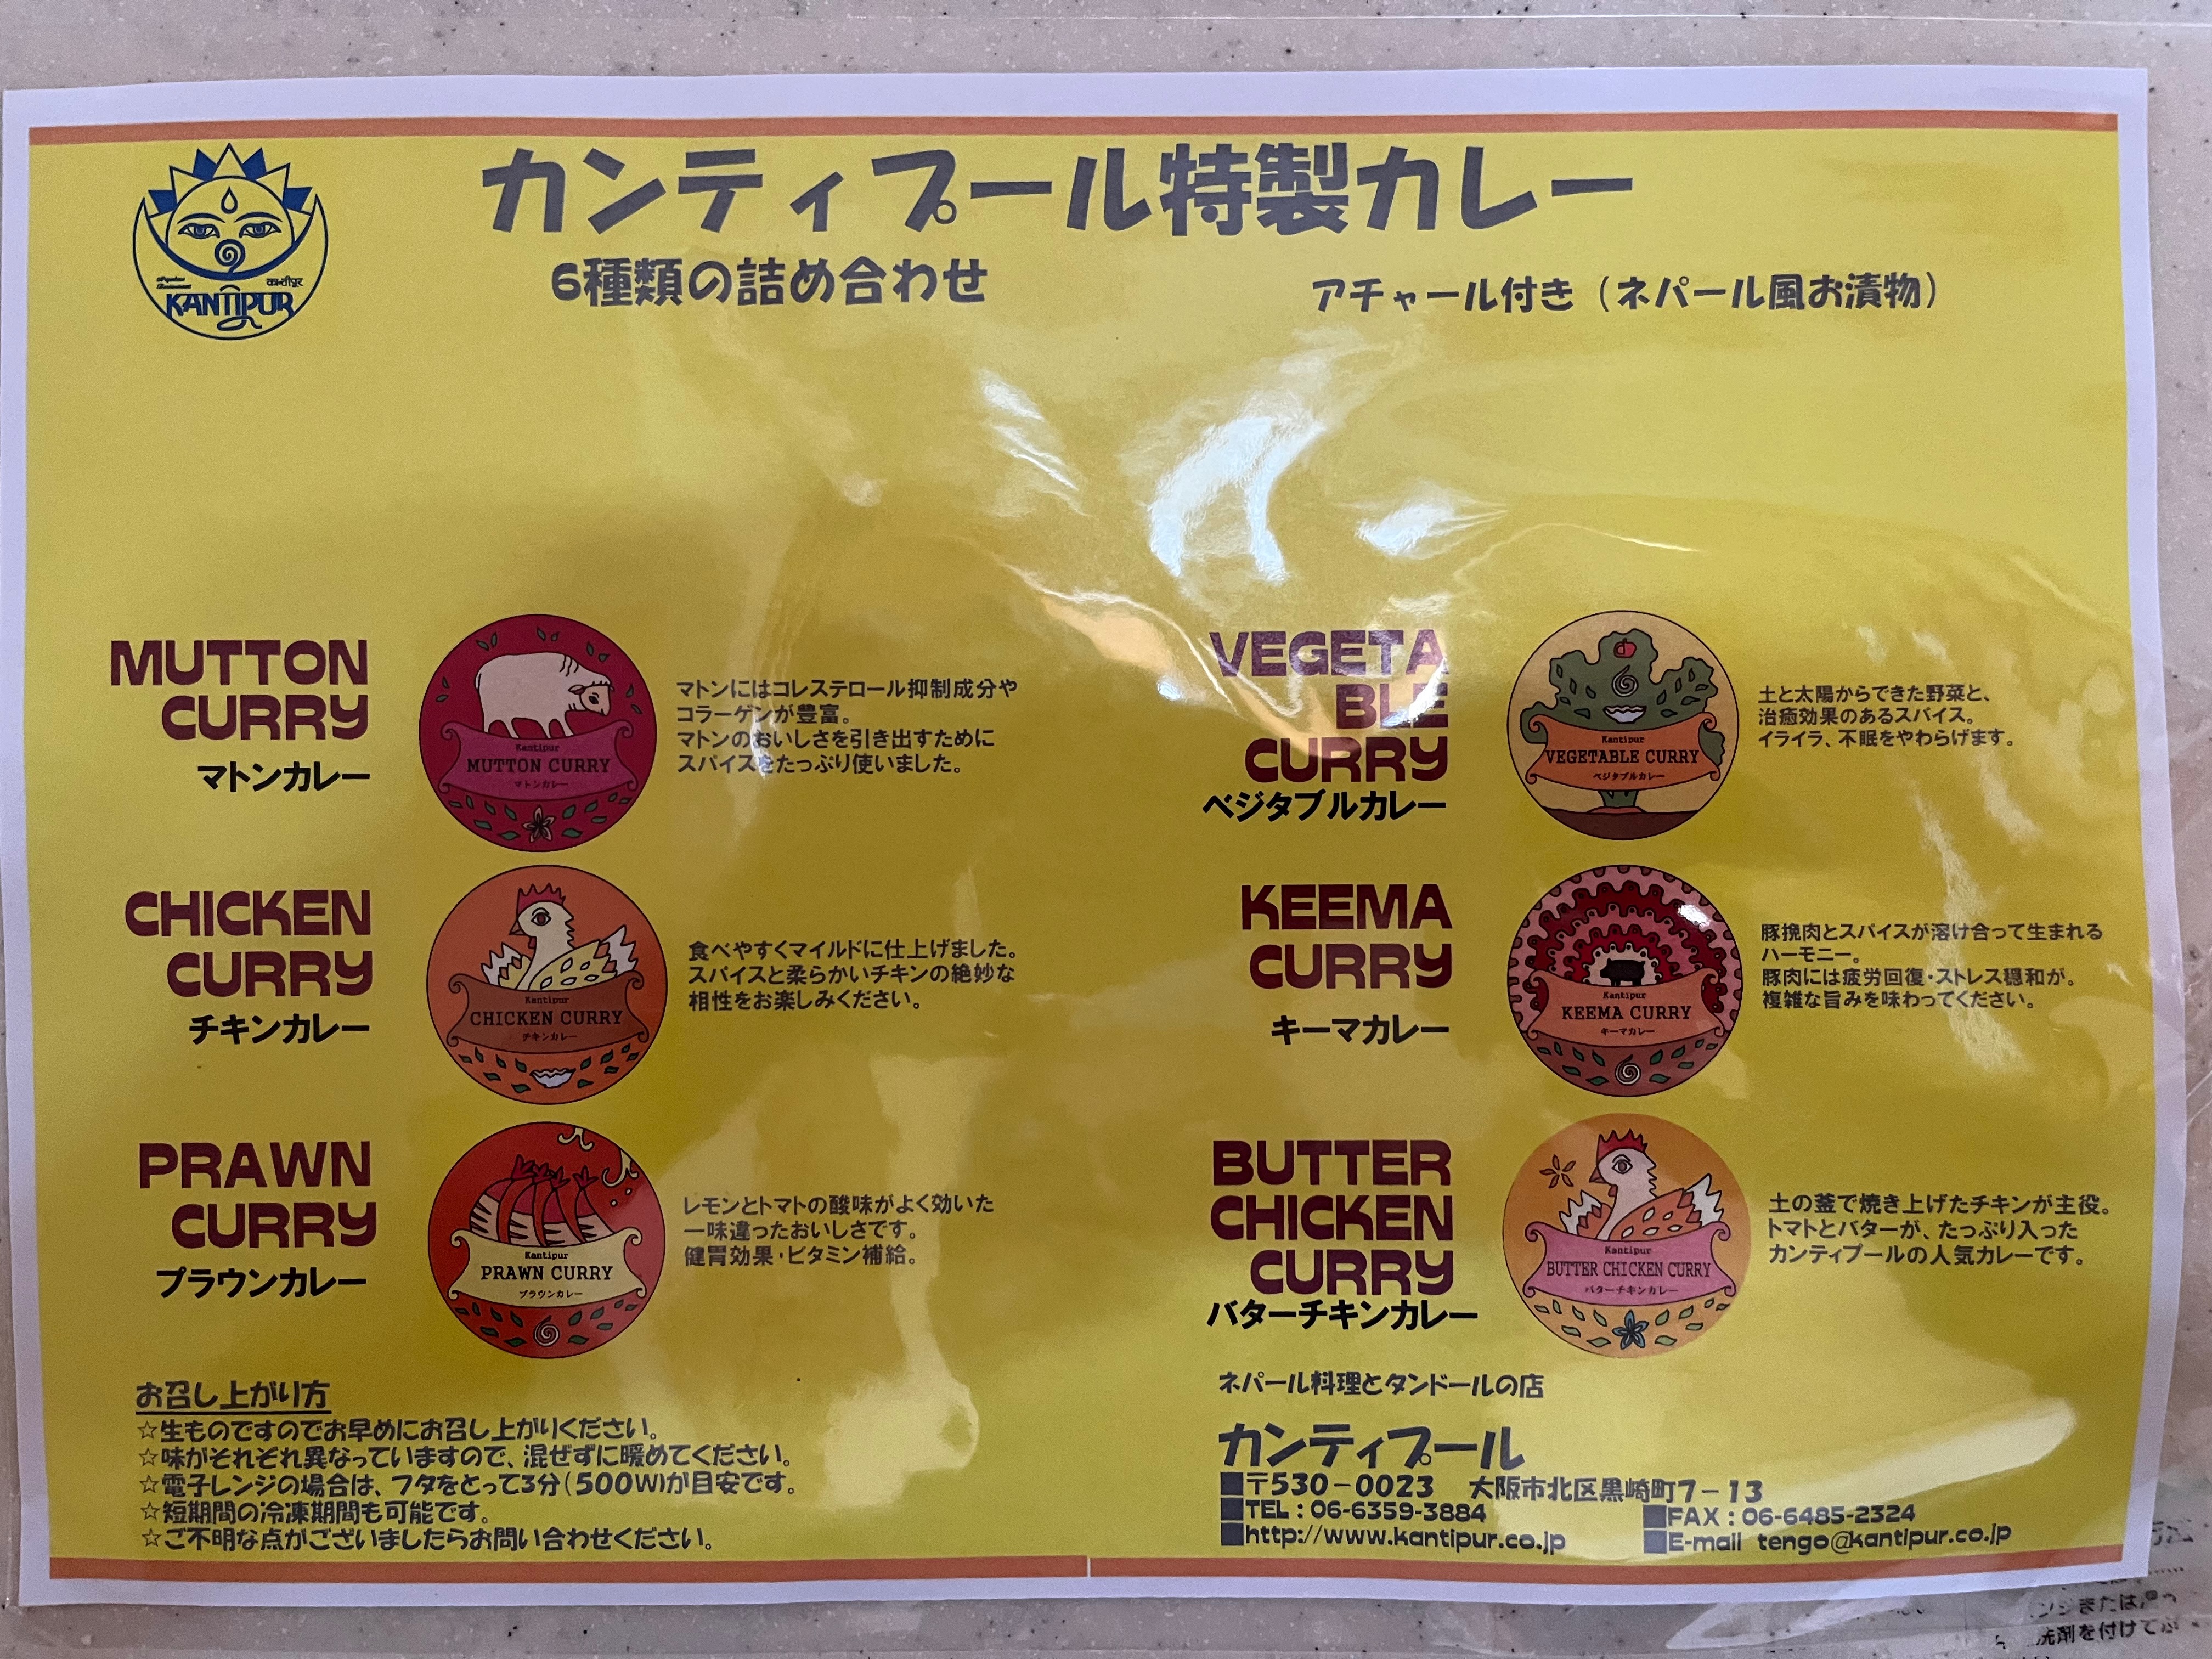 カンティプール特製カレー
6種類の詰め合わせ
アチャール付き（ネパール風お漬物）
कान्तीपुर
KANTIPUR
MUTTON
CURRY
マトンカレー
Kantipur
MUTTON CURRY
マトンカレー
マトンにはコレステロール抑制成分や
コラーゲンが豊富。
マトンのおいしさを引き出すために
スパイスをたっぷり使いました。
CHICKEN
CURRY
チキンカレー
Kantipur
CHICKEN CURRY
チキンカレー
食べやすくマイルドに仕上げました。
スパイスと柔らかいチキンの絶妙な
相性をお楽しみください。
PRAWN
CURRY
プラウンカレー
Kantipur
PRAWN CURRY
プラウンカレー
レモンとトマトの酸味がよく効いた
一味違ったおいしさです。
健胃効果・ビタミン補給。
VEGETA
BLE
CURRY
ベジタブルカレー
Kantipur
VEGETABLE CURRY
ベジタブルカレー
土と太陽からできた野菜と、
治癒効果のあるスパイス。
イライラ、不眠をやわらげます。
KEEMA
CURRY
キーマカレー
Kantipur
KEEMA CURRY
キーマカレー
豚挽肉とスパイスが溶け合って生まれる
ハーモニー。
豚肉には疲労回復・ストレス穏和が。
複雑な旨みを味わってください。
BUTTER
CHICKEN
CURRY
バターチキンカレー
Kantipur
BUTTER CHICKEN CURRY
バターチキンカレー
土の釜で焼き上げたチキンが主役。
トマトとバターが、たっぷり入った
カンティプールの人気カレーです。
お召し上がり方
☆生ものですのでお早めにお召し上がりください。
☆味がそれぞれ異なっていますので、混ぜずに暖めてください。
☆電子レンジの場合は、フタをとって3分(500W)が目安です。
☆短期間の冷凍期間も可能です。
☆ご不明な点がございましたらお問い合わせください。
ネパール料理とタンドールの店
カンティプール
■〒530－0023 大阪市北区黒崎町7－13
■TEL：06-6359-3884 ■FAX：06-6485-2324
■http://www.kantipur.co.jp ■E-mail tengo@kantipur.co.jp
ンジまたは
洗剤を付けて